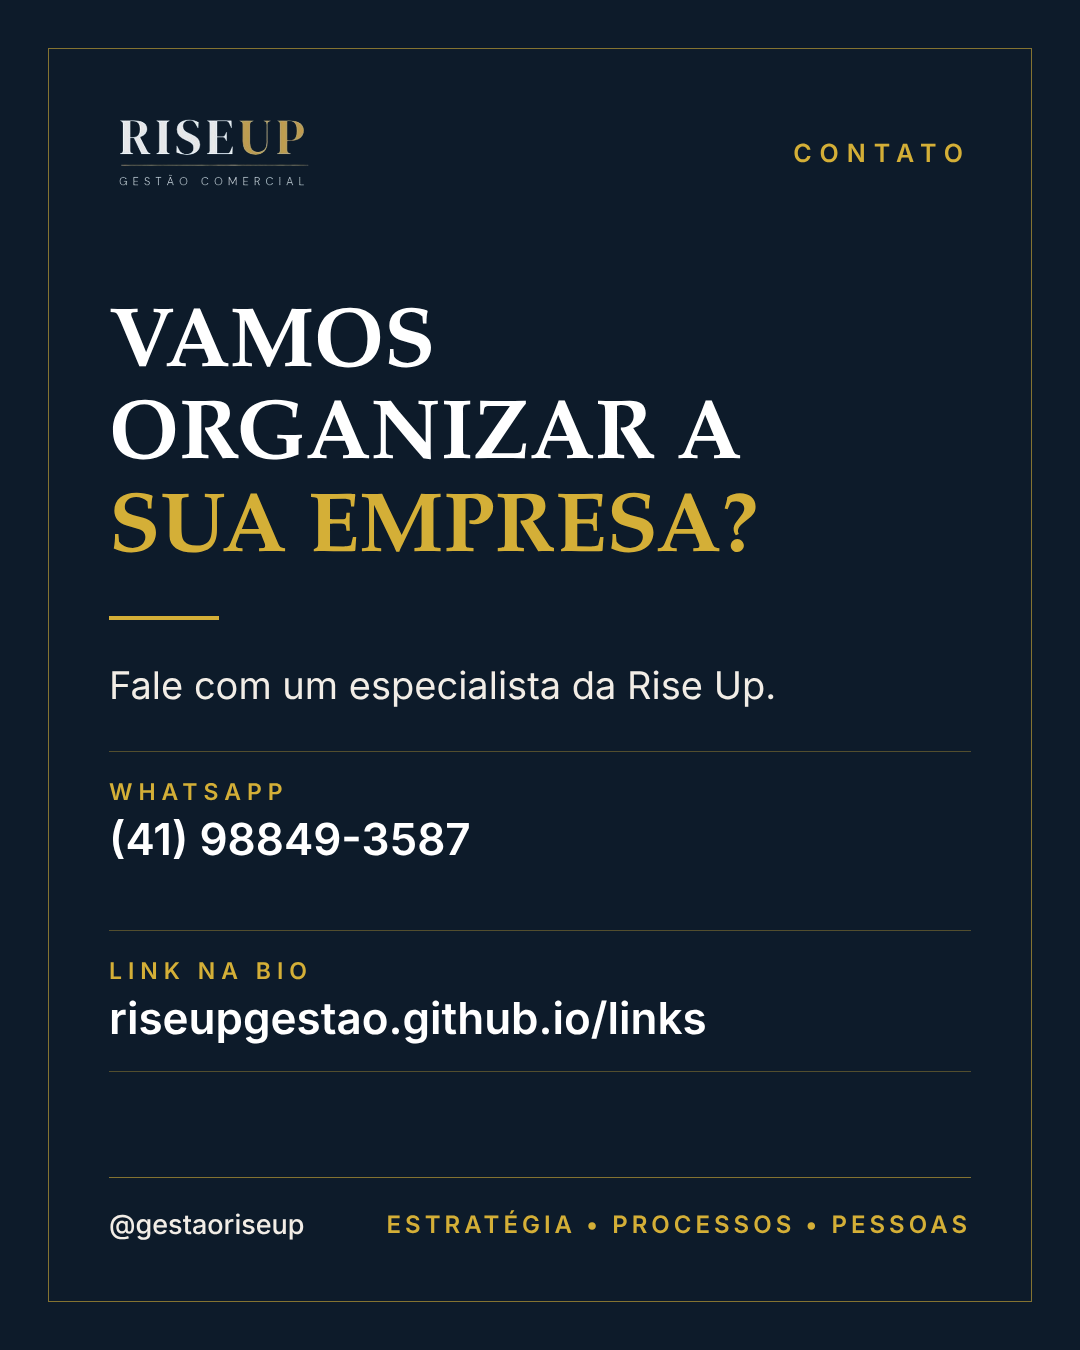 RISEUP
GESTÃO COMERCIAL
CONTATO
VAMOS
ORGANIZAR A
SUA EMPRESA?
Fale com um especialista da Rise Up.
WHATSAPP
(41) 98849-3587
LINK NA BIO
riseupgestao.github.io/links
@gestaoriseup
ESTRATÉGIA • PROCESSOS • PESSOAS